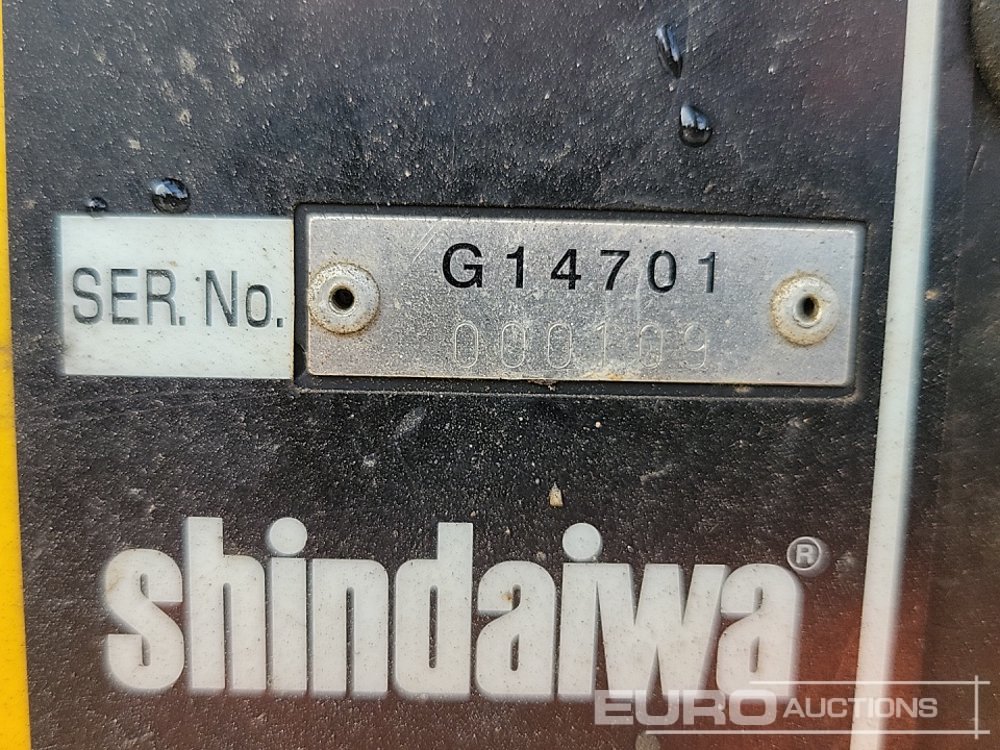 SER. No.
G14701
000109
shindaiwa®
EURO AUCTIONS